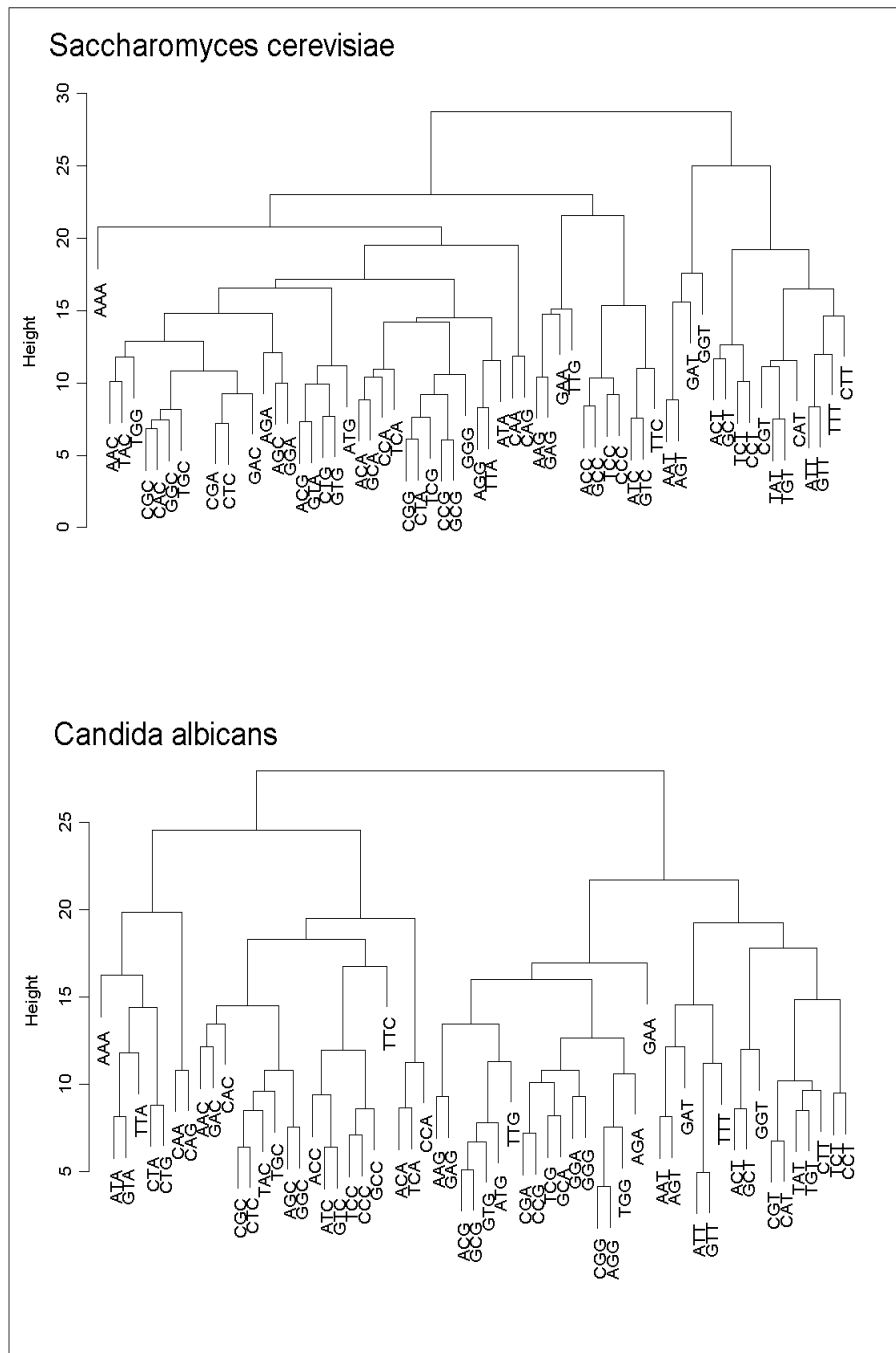 Saccharomyces cerevisiae
30
25
20
15
10
5
0
Height
AAA
AAC
TAC
TGG
CGC
CAC
GGC
TGC
CGA
CTC
GAC
AGA
AGC
GGA
ACG
GTA
CTG
GTG
ATG
ACA
GCA
CCA
TCA
CGG
CTA
TCG
CCG
GCG
GGG
AGG
TTA
ATA
CAA
CAG
AAG
GAG
GAA
TTG
ACC
GCC
TCC
CCC
ATC
GTC
TTC
AAT
AGT
GAT
GGT
ACT
GCT
TCT
CCT
CGT
TAT
TGT
CAT
ATT
GTT
TTT
CTT
Candida albicans
25
20
15
10
5
Height
AAA
ATA
GTA
TTA
CTA
CTG
CAA
CAG
AAC
GAC
CAC
CGC
CTC
TAC
TGC
AGC
GGC
ACC
ATC
GTC
TCC
CCC
GCC
TTC
ACA
TCA
CCA
AAG
GAG
ACG
GCG
GTG
ATG
TTG
CGA
CCG
TCG
GCA
GGA
GGG
CGG
AGG
TGG
AGA
GAA
AAT
AGT
GAT
ATT
GTT
TTT
ACT
GCT
GGT
CGT
CAT
TAT
TGT
CTT
TCT
CCT